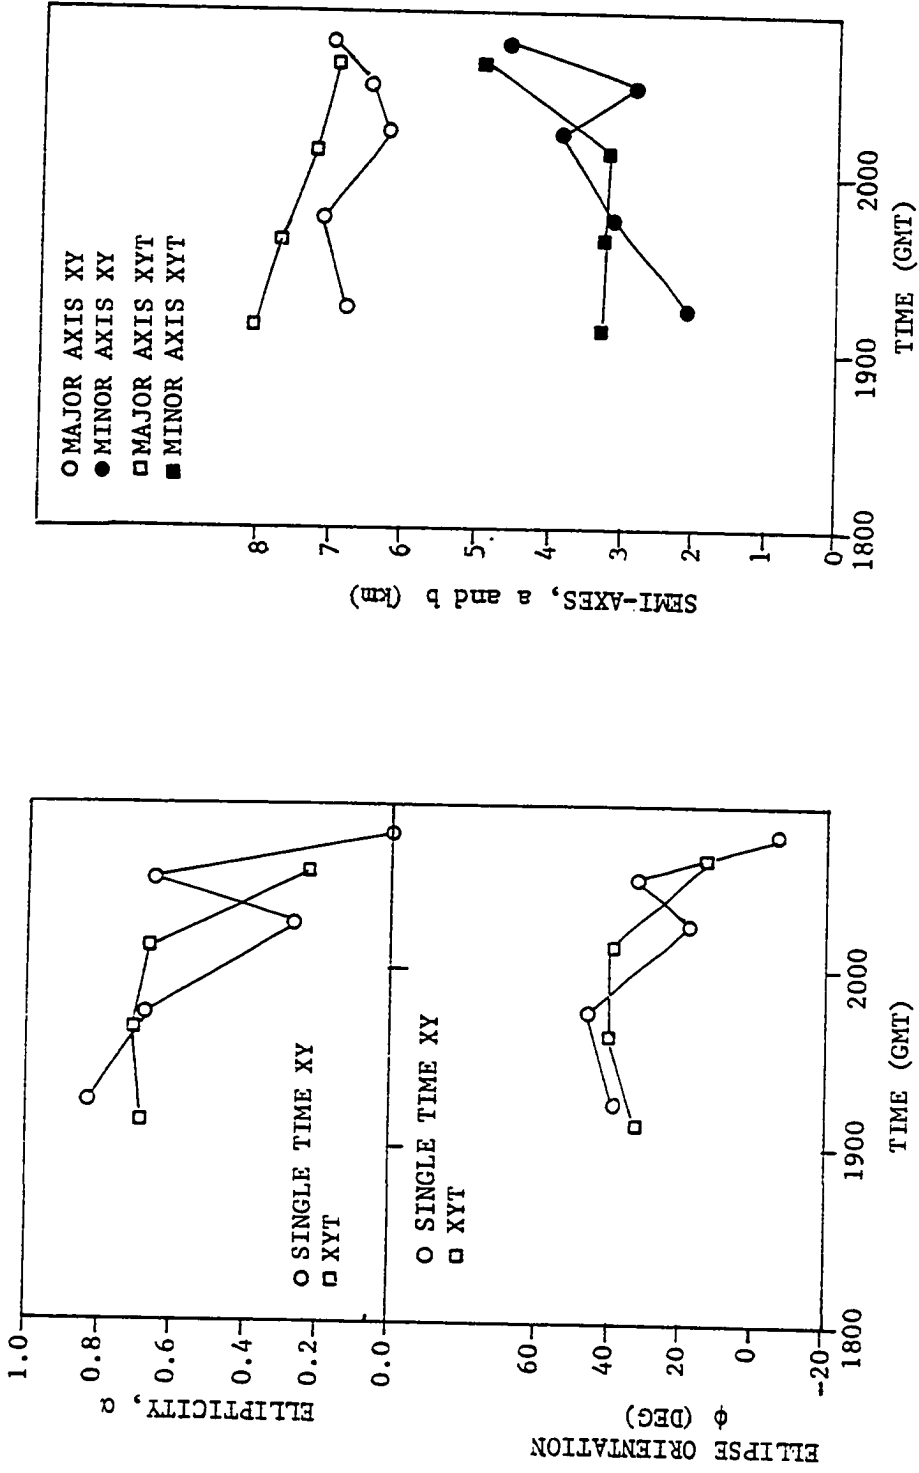 1.0
0.8
0.6
0.4
0.2
0.0
ELLIPTICITY, α
○ SINGLE TIME XY
□ XYT
○ SINGLE TIME XY
□ XYT
60
40
20
0
-20
ELLIPSE ORIENTATION
ϕ (DEG)
1800
1900
2000
TIME (GMT)
○ MAJOR AXIS XY
● MINOR AXIS XY
□ MAJOR AXIS XYT
■ MINOR AXIS XYT
8
7
6
5
4
3
2
1
0
SEMI-AXES, a and b (km)
1800
1900
2000
TIME (GMT)